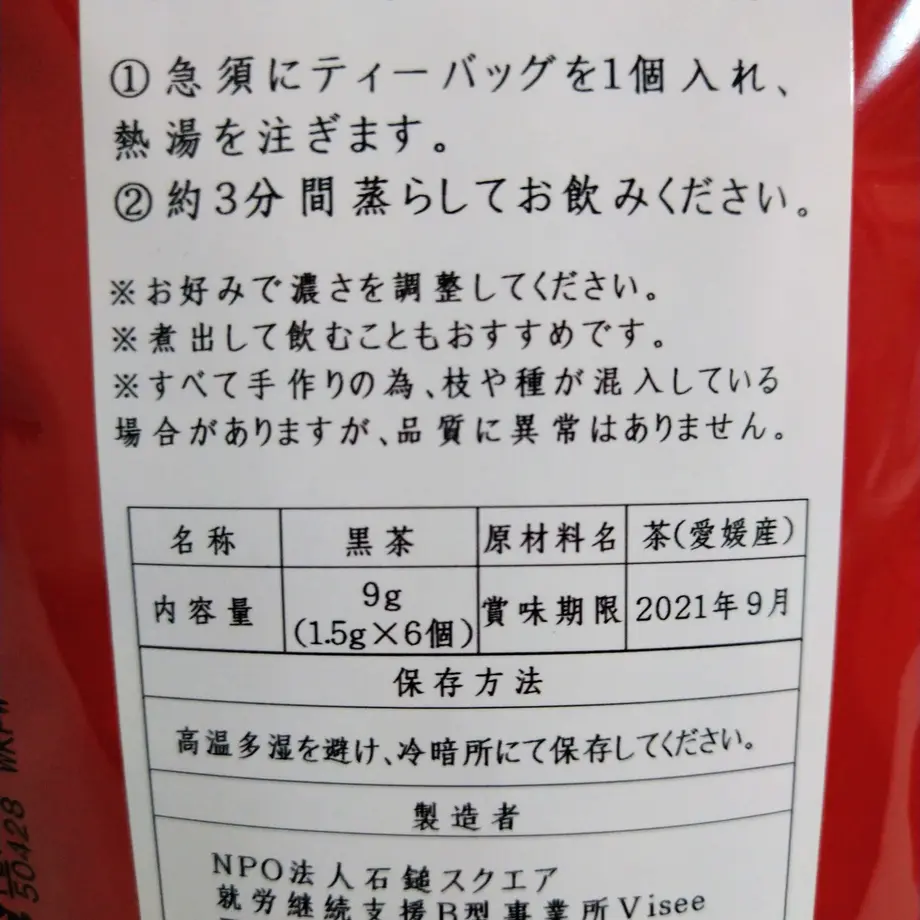 ①急須にティーバッグを1個入れ、
熱湯を注ぎます。
②約3分間蒸らしてお飲みください。
※お好みで濃さを調整してください。
※煮出して飲むこともおすすめです。
※すべて手作りの為、枝や種が混入している
場合がありますが、品質に異常はありません。
名称 黒茶 原材料名 茶(愛媛産)
内容量 9g (1.5g×6個) 賞味期限 2021年9月
保存方法
高温多湿を避け、冷暗所にて保存してください。
製造者
NPO法人石鎚スクエア
就労継続支援B型事業所Visee
50428